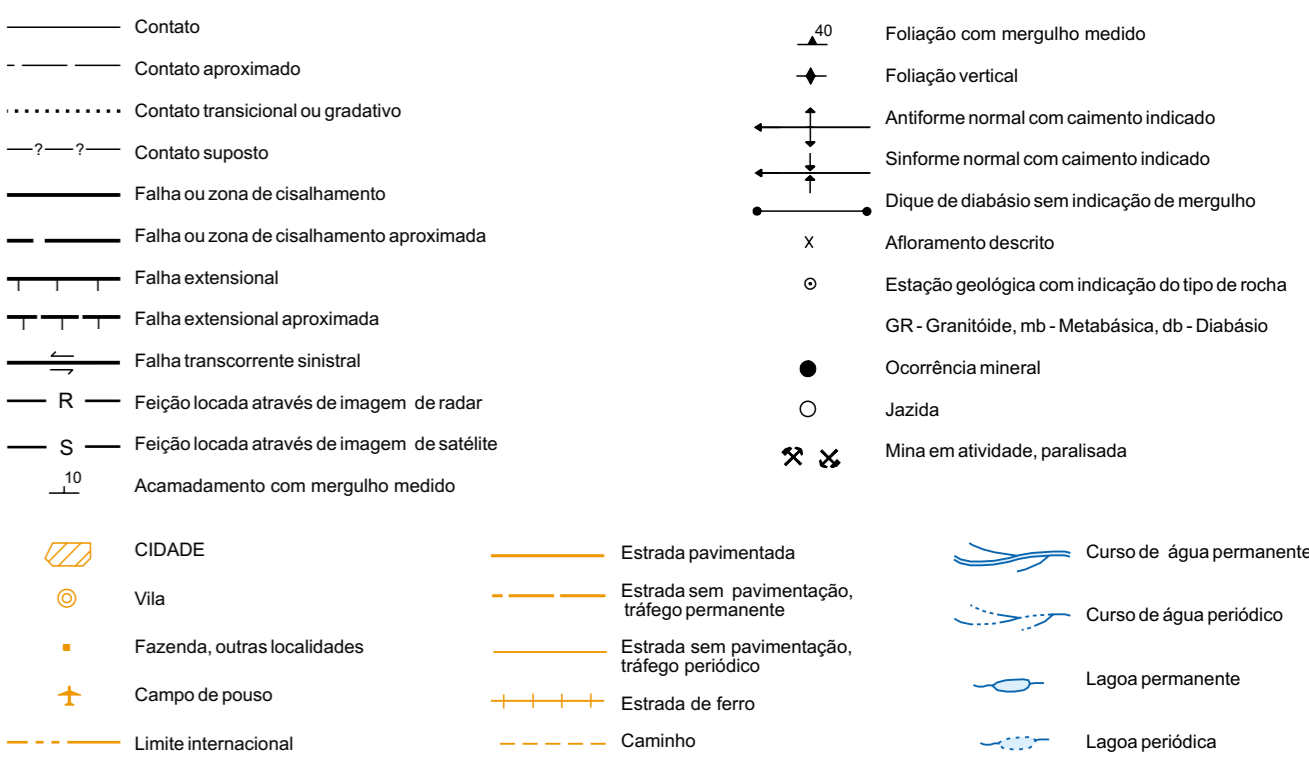 Contato
Contato aproximado
Contato transicional ou gradativo
? ? Contato suposto
Falha ou zona de cisalhamento
Falha ou zona de cisalhamento aproximada
Falha extensional
Falha extensional aproximada
Falha transcorrente sinistral
R Feição locada através de imagem de radar
S Feição locada através de imagem de satélite
10 Acamadamento com mergulho medido
40 Foliação com mergulho medido
Foliação vertical
Antiforme normal com caimento indicado
Sinforme normal com caimento indicado
Dique de diabásio sem indicação de mergulho
x Afloramento descrito
Estação geológica com indicação do tipo de rocha
GR - Granitóide, mb - Metabásica, db - Diabásio
Ocorrência mineral
Jazida
Mina em atividade, paralisada
CIDADE
Vila
Fazenda, outras localidades
Campo de pouso
Limite internacional
Estrada pavimentada
Estrada sem pavimentação,
tráfego permanente
Estrada sem pavimentação,
tráfego periódico
Estrada de ferro
Caminho
Curso de água permanente
Curso de água periódico
Lagoa permanente
Lagoa periódica